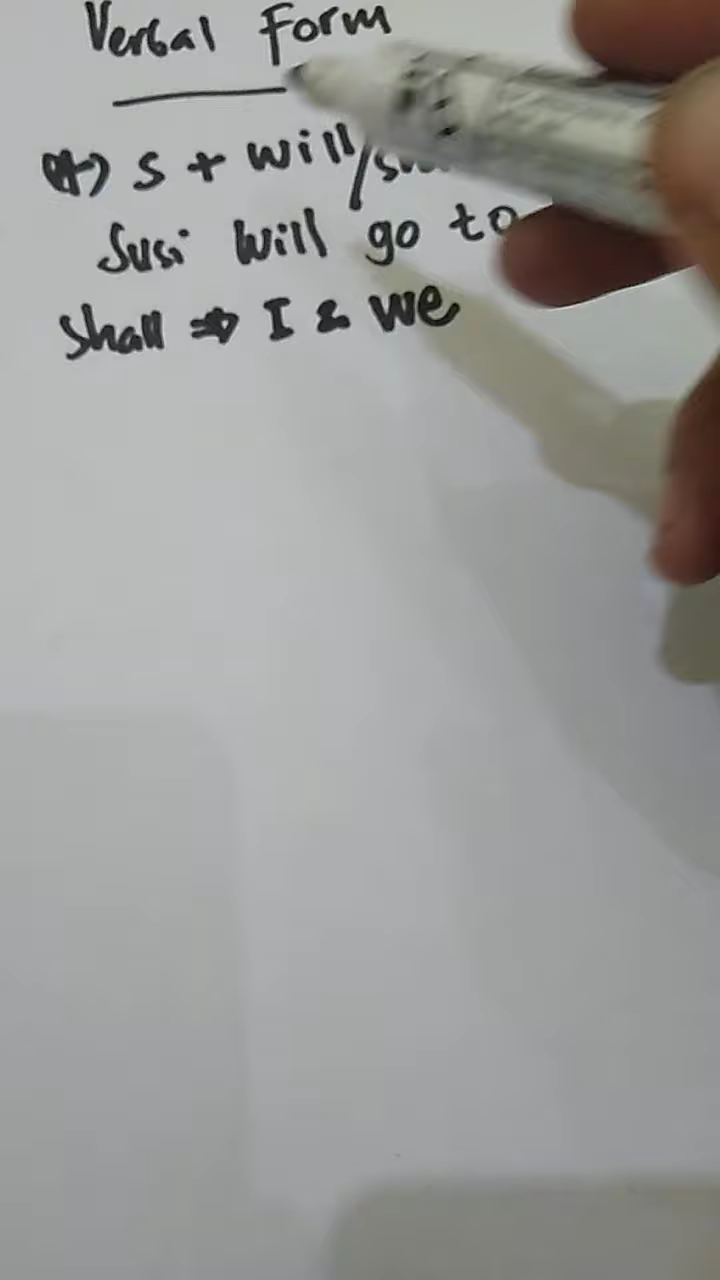 Verbal Form
(+) S + will/
Susi will go to
Shall ⇒ I & we